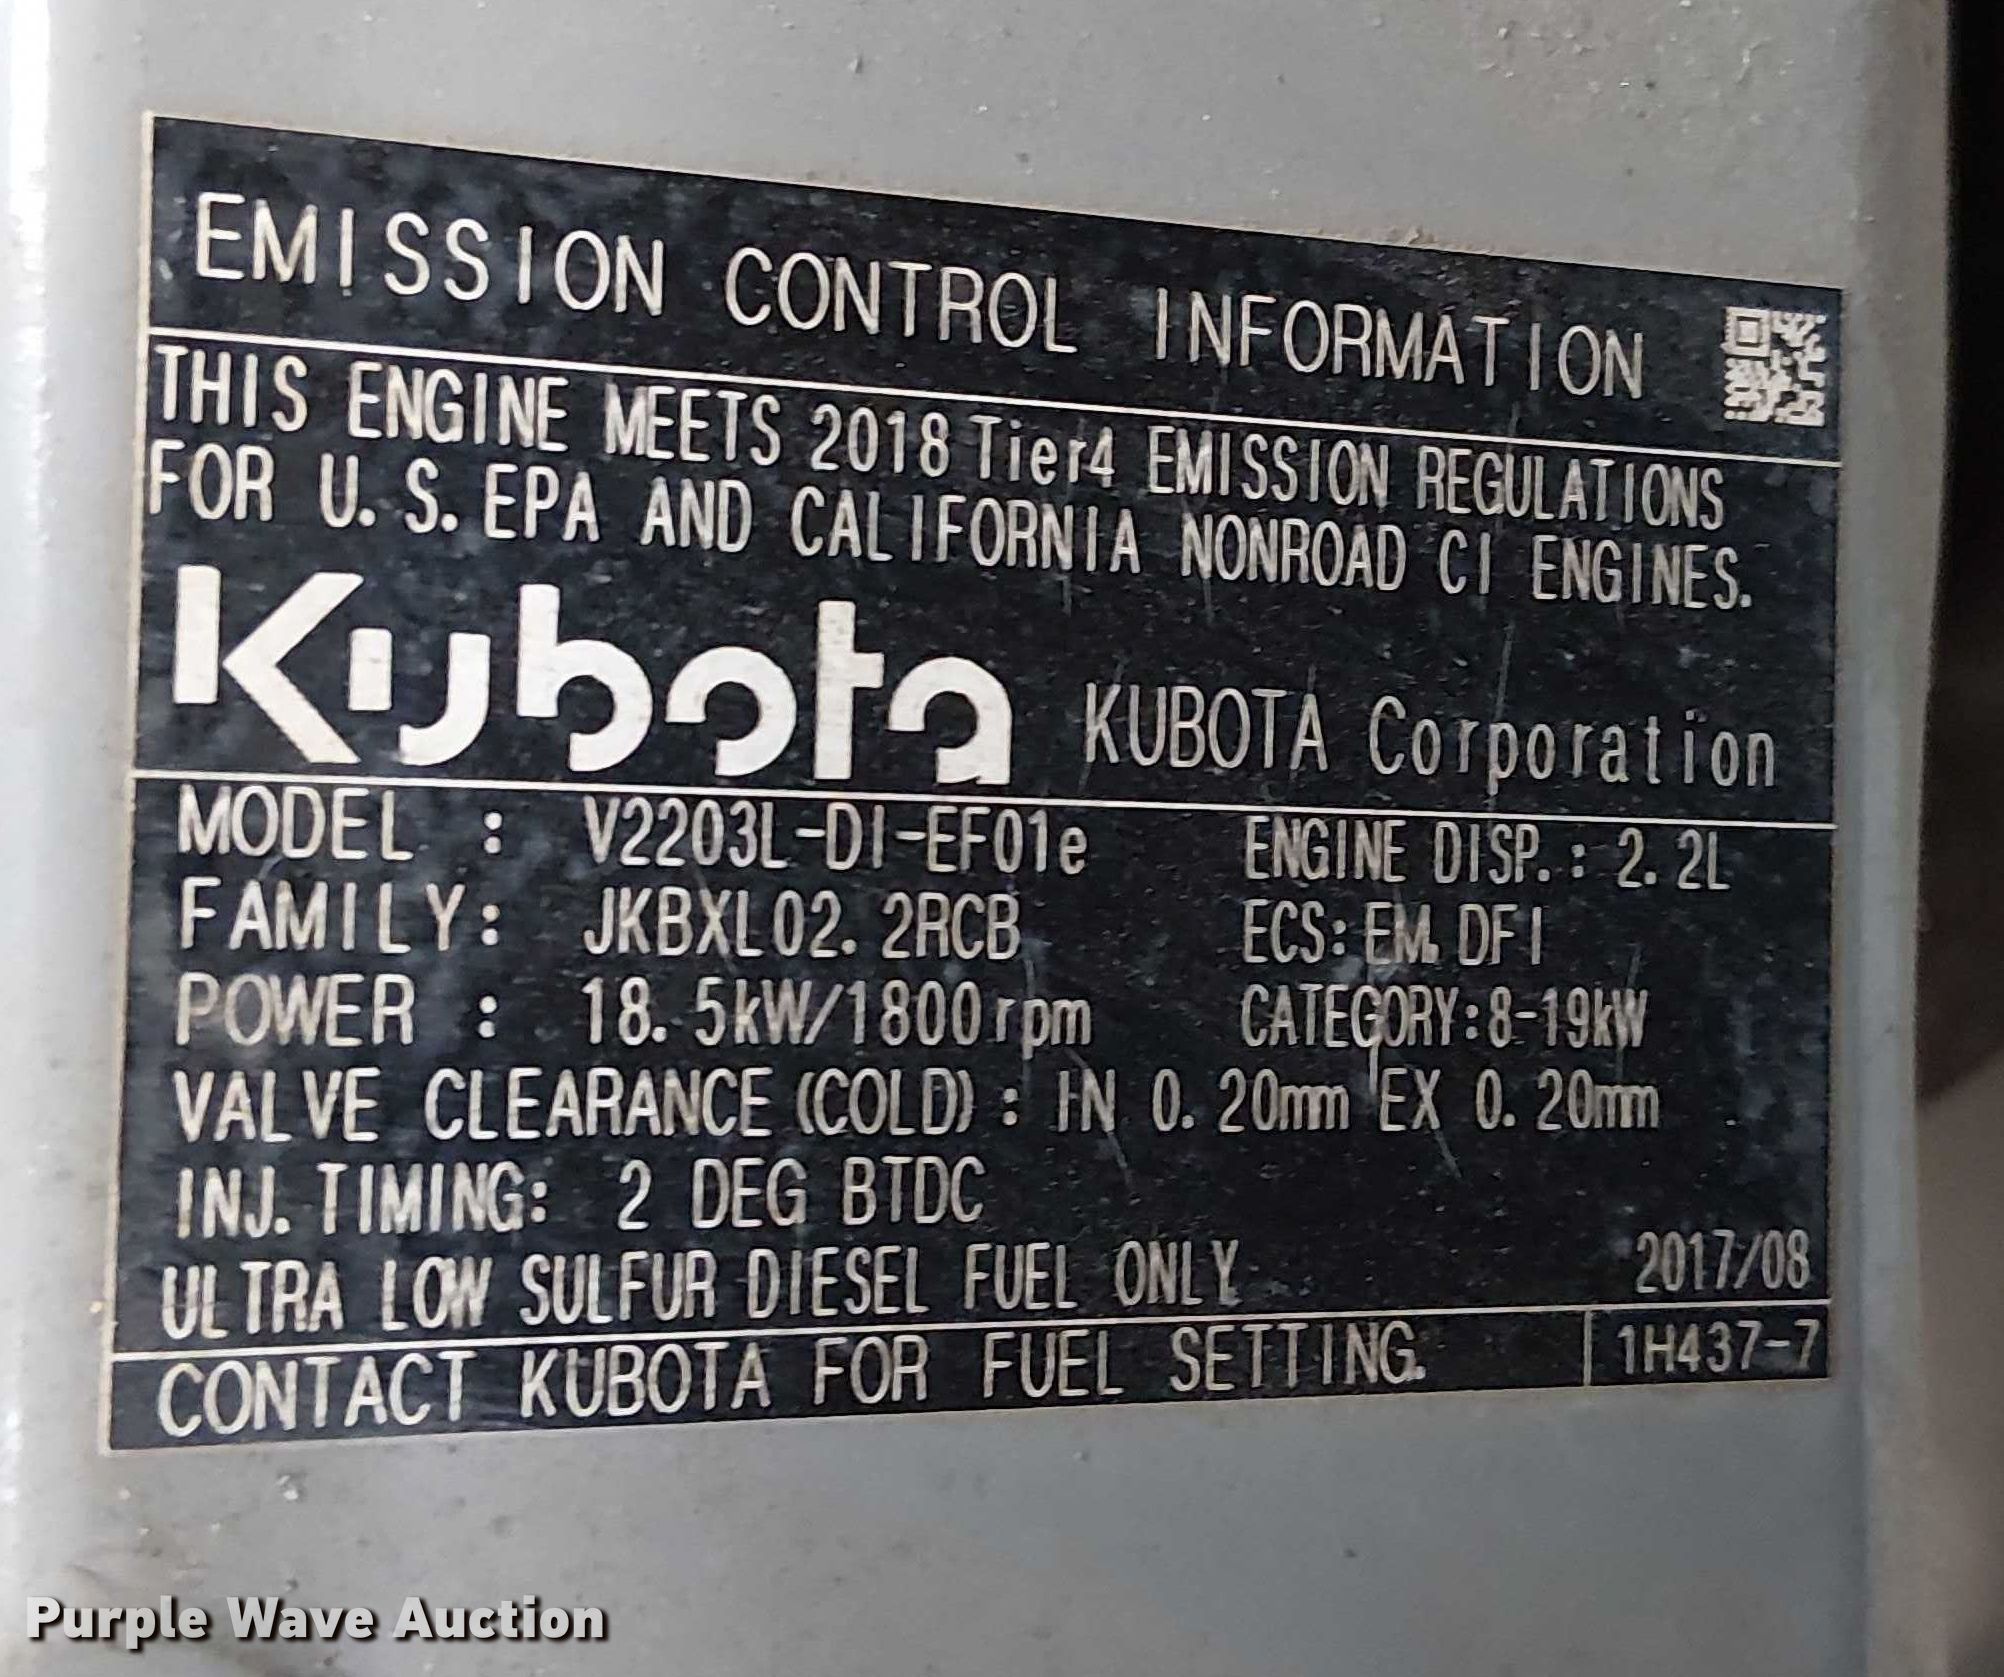 EMISSION CONTROL INFORMATION
THIS ENGINE MEETS 2018 Tier4 EMISSION REGULATIONS
FOR U.S.EPA AND CALIFORNIA NONROAD CI ENGINES.
Kubota KUBOTA Corporation
MODEL : V2203L-DI-EF01e ENGINE DISP.: 2.2L
FAMILY: JKBXL02.2RCB ECS: EM, DFI
POWER : 18.5kW/1800rpm CATEGORY:8-19kW
VALVE CLEARANCE(COLD): IN 0.20mm EX 0.20mm
INJ.TIMING: 2 DEG BTDC
ULTRA LOW SULFUR DIESEL FUEL ONLY 2017/08
CONTACT KUBOTA FOR FUEL SETTING. 1H437-7
Purple Wave Auction